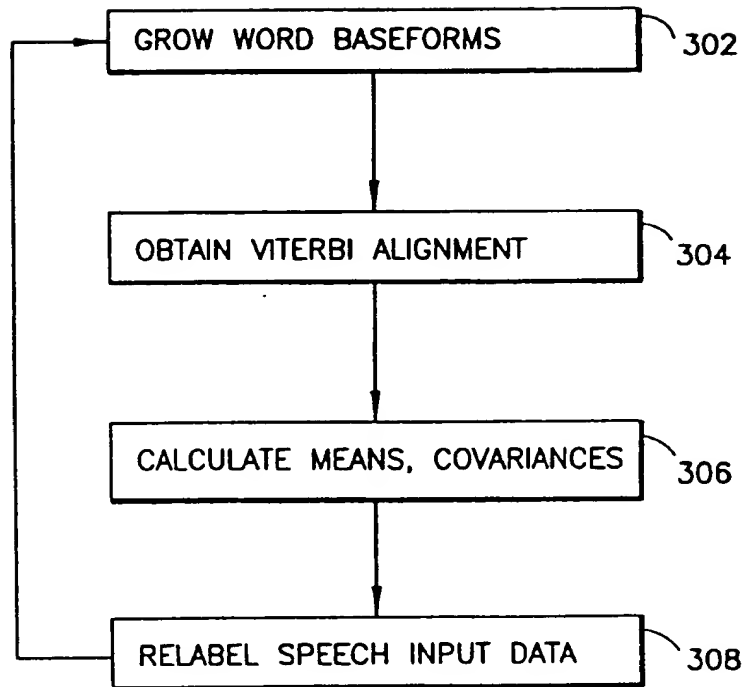 GROW WORD BASEFORMS
302
OBTAIN VITERBI ALIGNMENT
304
CALCULATE MEANS, COVARIANCES
306
RELABEL SPEECH INPUT DATA
308